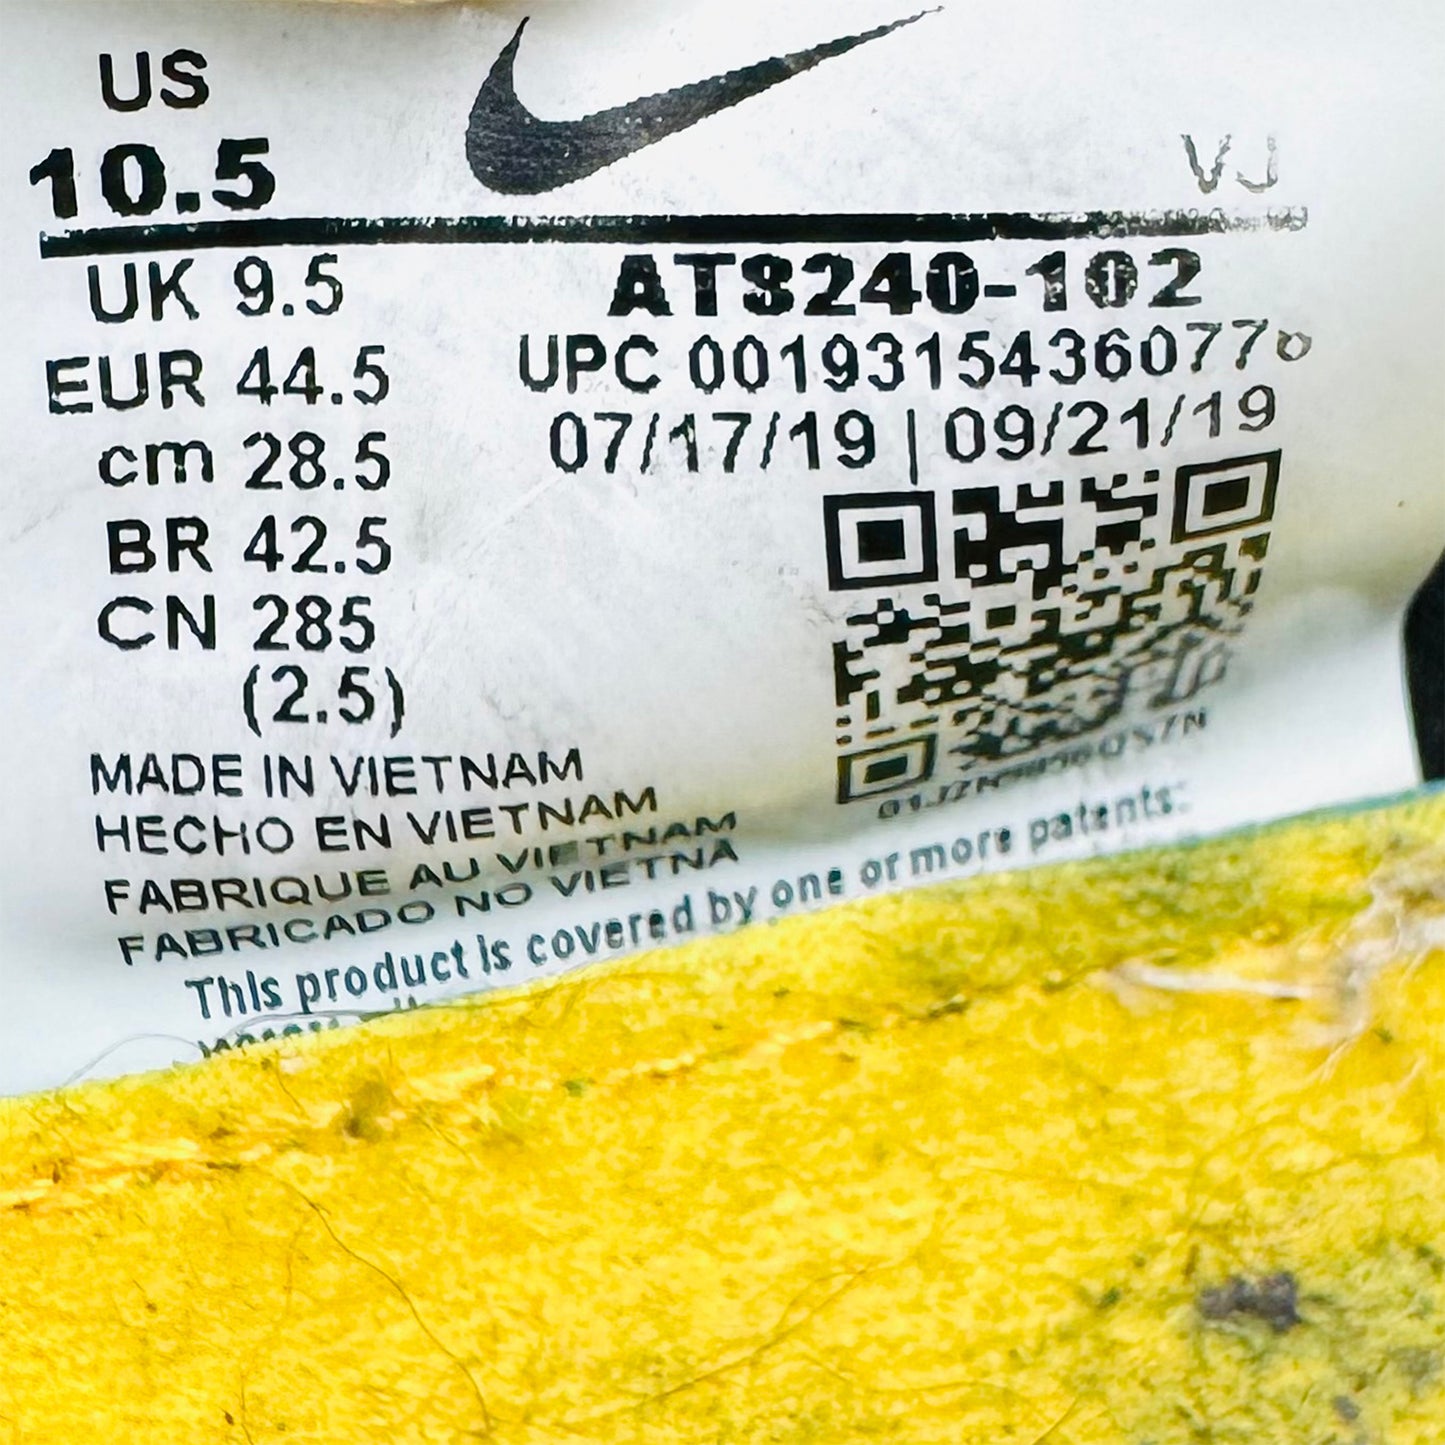 US
10.5
VJ
UK 9.5
EUR 44.5
cm 28.5
BR 42.5
CN 285
(2.5)
AT8240-102
UPC 00193154360770
07/17/19 | 09/21/19
MADE IN VIETNAM
HECHO EN VIETNAM
FABRIQUE AU VIETNAM
FABRICADO NO VIETNA
This product is covered by one or more patents: